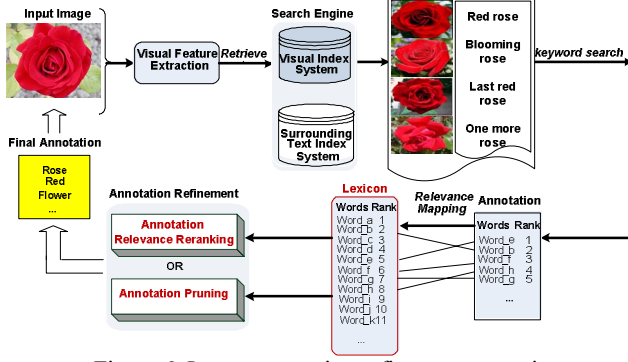 Input Image
Visual Feature
Extraction
Retrieve
Search Engine
Visual Index
System
Surrounding
Text Index
System
Red rose
Blooming
rose
Last red
rose
One more
rose
keyword search
Final Annotation
Rose
Red
Flower
...
Annotation Refinement
Annotation
Relevance Reranking
OR
Annotation Pruning
Lexicon
Words Rank
Word_a 1
Word_b 2
Word_c 3
Word_d 4
Word_e 5
Word_f 6
Word_g 7
Word_h 8
Word_i 9
Word_j 10
Word_k11
...
Relevance
Mapping
Annotation
Words Rank
Word_e 1
Word_b 2
Word_f 3
Word_h 4
Word_g 5
...